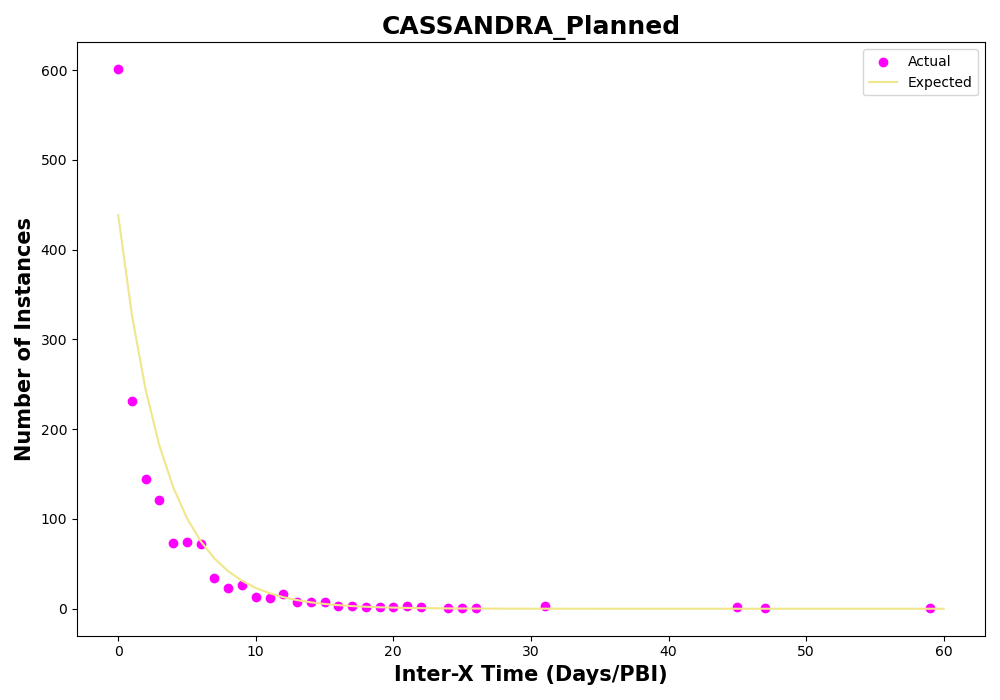 CASSANDRA_Planned
Actual
Expected
Number of Instances
600
500
400
300
200
100
0
0 10 20 30 40 50 60
Inter-X Time (Days/PBI)